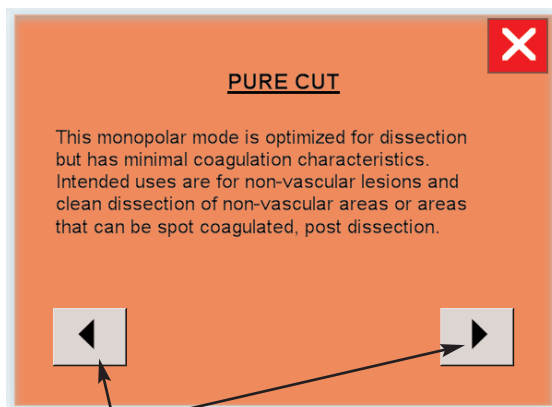 PURE CUT
This monopolar mode is optimized for dissection
but has minimal coagulation characteristics.
Intended uses are for non-vascular lesions and
clean dissection of non-vascular areas or areas
that can be spot coagulated, post dissection.